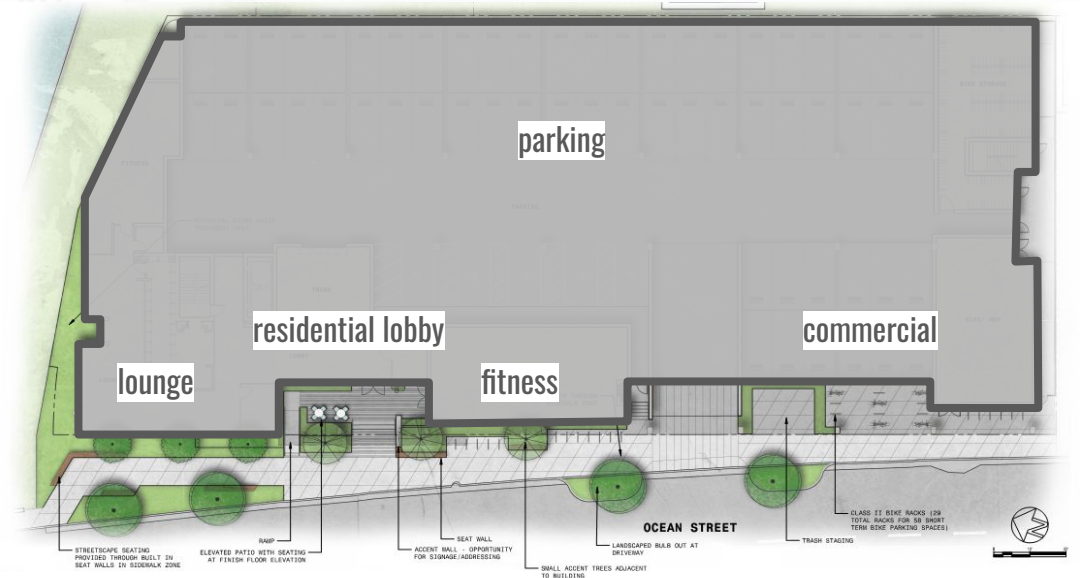 parking
residential lobby
commercial
lounge
fitness
OCEAN STREET
STREETSCAPE SEATING
PROVIDED THROUGH BUILT IN
SEAT WALLS IN SIDEWALK ZONE
RAMP
ELEVATED PATIO WITH SEATING
AT FINISH FLOOR ELEVATION
SEAT WALL
ACCENT WALL - OPPORTUNITY
FOR SIGNAGE/ADDRESSING
SMALL ACCENT TREES ADJACENT
TO BUILDING
LANDSCAPED BULB OUT AT
DRIVEWAY
TRASH STAGING
CLASS II BIKE RACKS (29
TOTAL RACKS FOR 58 SHORT
TERM BIKE PARKING SPACES)
BIKE STORAGE